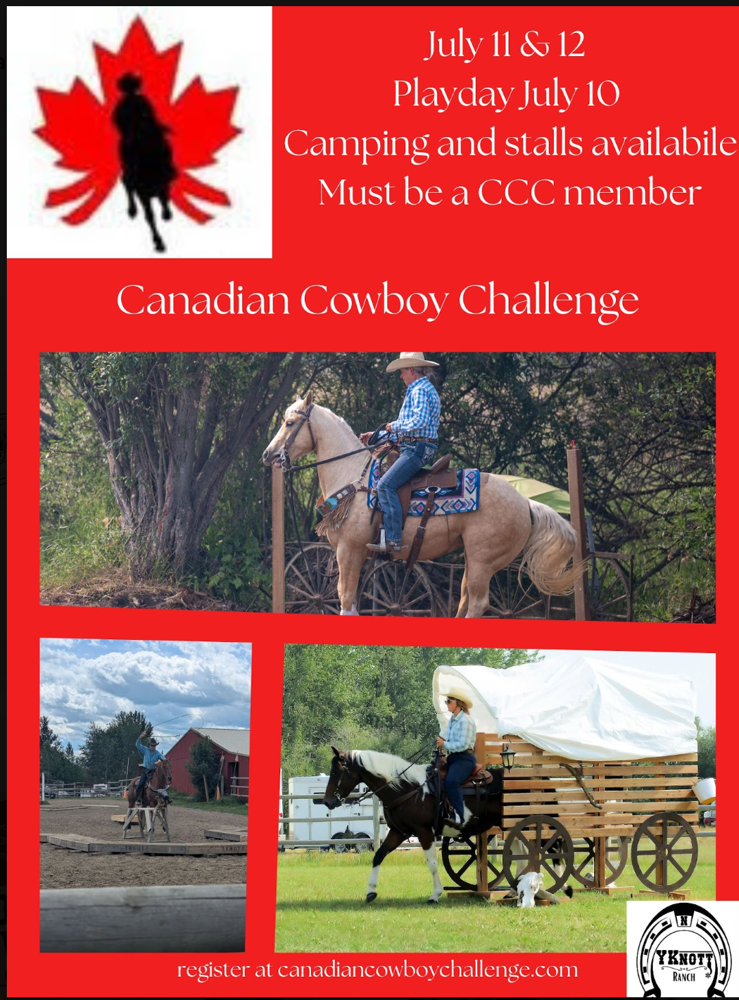 July 11 & 12
Playday July 10
Camping and stalls availabile
Must be a CCC member
Canadian Cowboy Challenge
register at canadiancowboychallenge.com
N
YKNOTT
RANCH